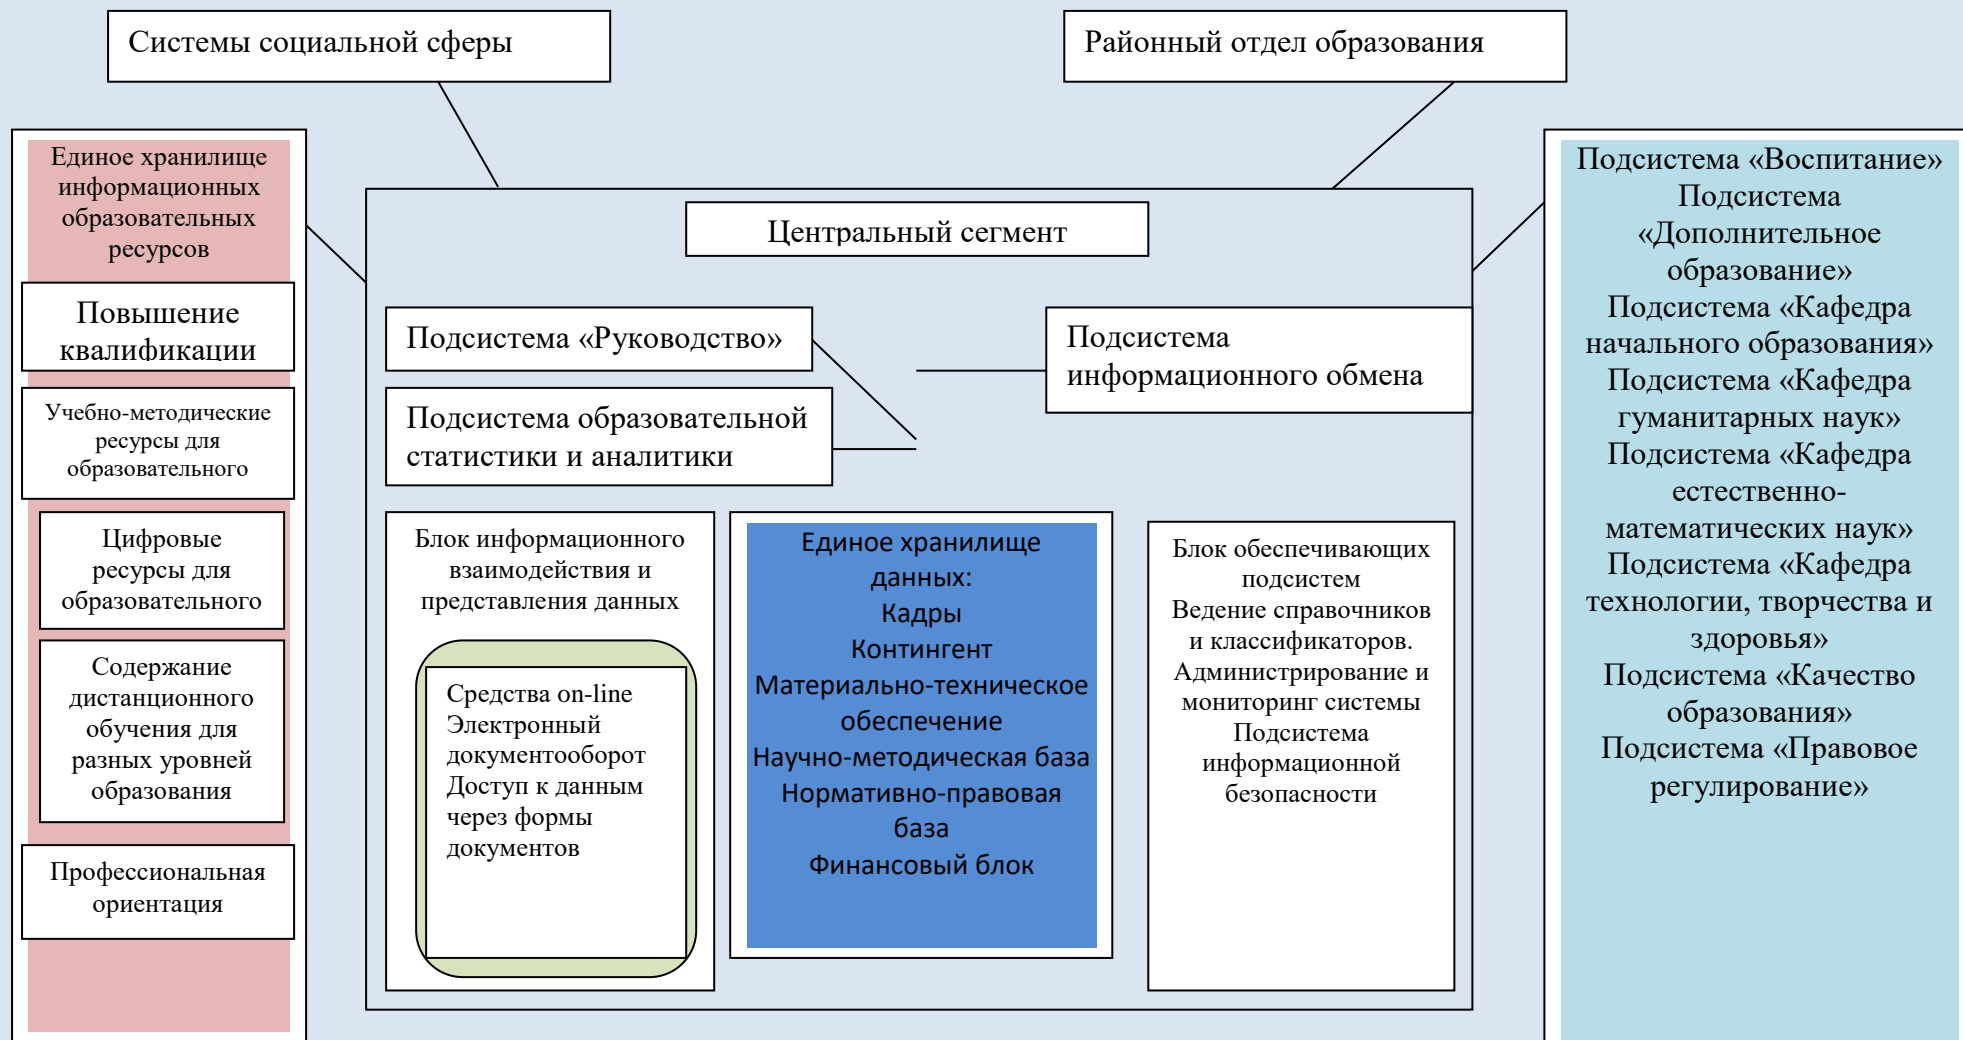 Системы социальной сферы
Районный отдел образования
Единое хранилище
информационных
образовательных
ресурсов
Повышение
квалификации
Учебно-методические
ресурсы для
образовательного
Цифровые
ресурсы для
образовательного
Содержание
дистанционного
обучения для
разных уровней
образования
Профессиональная
ориентация
Центральный сегмент
Подсистема «Руководство»
Подсистема
информационного обмена
Подсистема образовательной
статистики и аналитики
Блок информационного
взаимодействия и
представления данных
Средства on-line
Электронный
документооборот
Доступ к данным
через формы
документов
Единое хранилище
данных:
Кадры
Контингент
Материально-техническое
обеспечение
Научно-методическая база
Нормативно-правовая
база
Финансовый блок
Блок обеспечивающих
подсистем
Ведение справочников
и классификаторов.
Администрирование и
мониторинг системы
Подсистема
информационной
безопасности
Подсистема «Воспитание»
Подсистема
«Дополнительное
образование»
Подсистема «Кафедра
начального образования»
Подсистема «Кафедра
гуманитарных наук»
Подсистема «Кафедра
естественно-
математических наук»
Подсистема «Кафедра
технологии, творчества и
здоровья»
Подсистема «Качество
образования»
Подсистема «Правовое
регулирование»